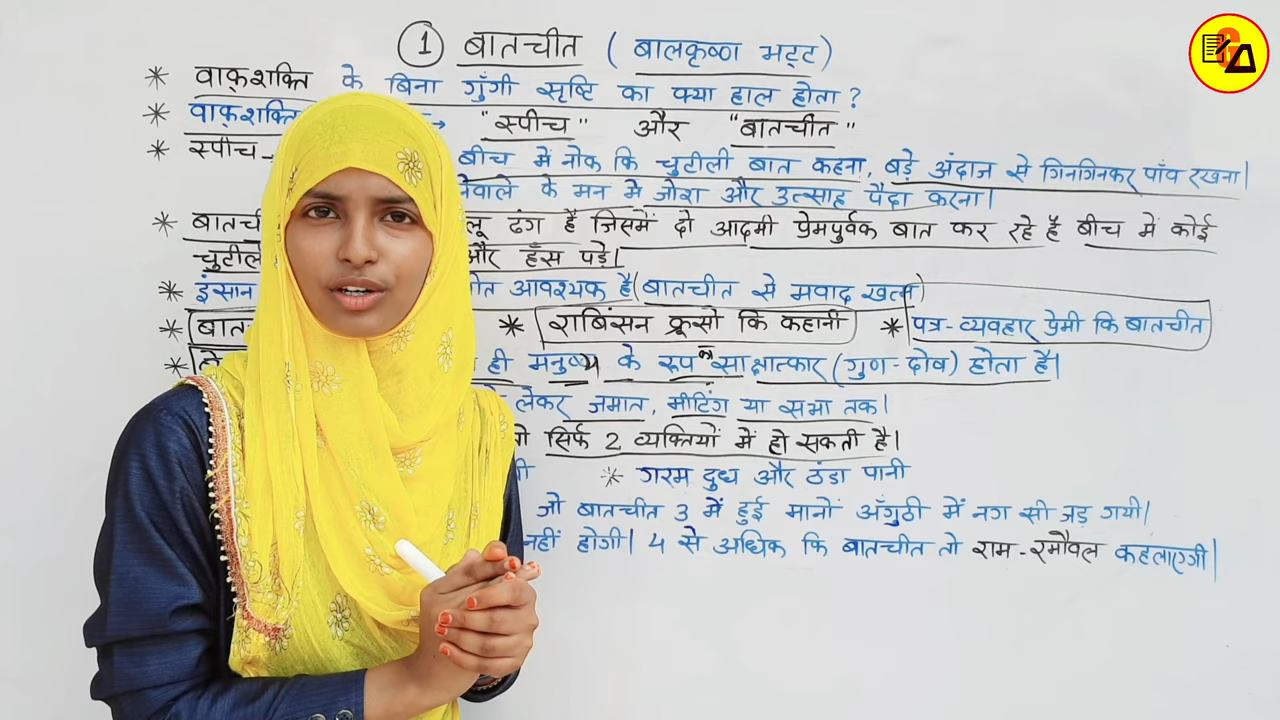 ① बातचीत ( बालकृष्ण भट्ट )
* वाक्शक्ति के बिना गुँगी सृष्टि का क्या हाल होता ?
* वाक्शक्ति → "स्पीच" और "बातचीत"
* स्पीच → बीच में नोक कि चुटीली बात कहना, बड़े अंदाज से गिनगिनकर पाँव रखना|
के मन में जोश और उत्साह पैदा करना|
* ढंग है जिसमें दो आदमी प्रेमपुर्वक बात कर रहे है बीच में कोई
और हँस पड़े|
* इंसान आवश्यक है (बातचीत से मवाद खत्म)
* * राबिंसन क्रूसो कि कहानी * पत्र-व्यवहार प्रेमी कि बातचीत
* ही मनुष्य के रूप का साक्षात्कार (गुण-दोष) होता है|
लेकर जमात, मीटिंग या सभा तक|
सिर्फ 2 व्यक्तियों में हो सकती है|
* गरम दुध और ठंडा पानी
जो बातचीत 3 में हुई मानों अँगुठी में नग सी जड़ गयी|
नहीं होगी| 4 से अधिक कि बातचीत तो राम-रमौवल कहलाएगी|